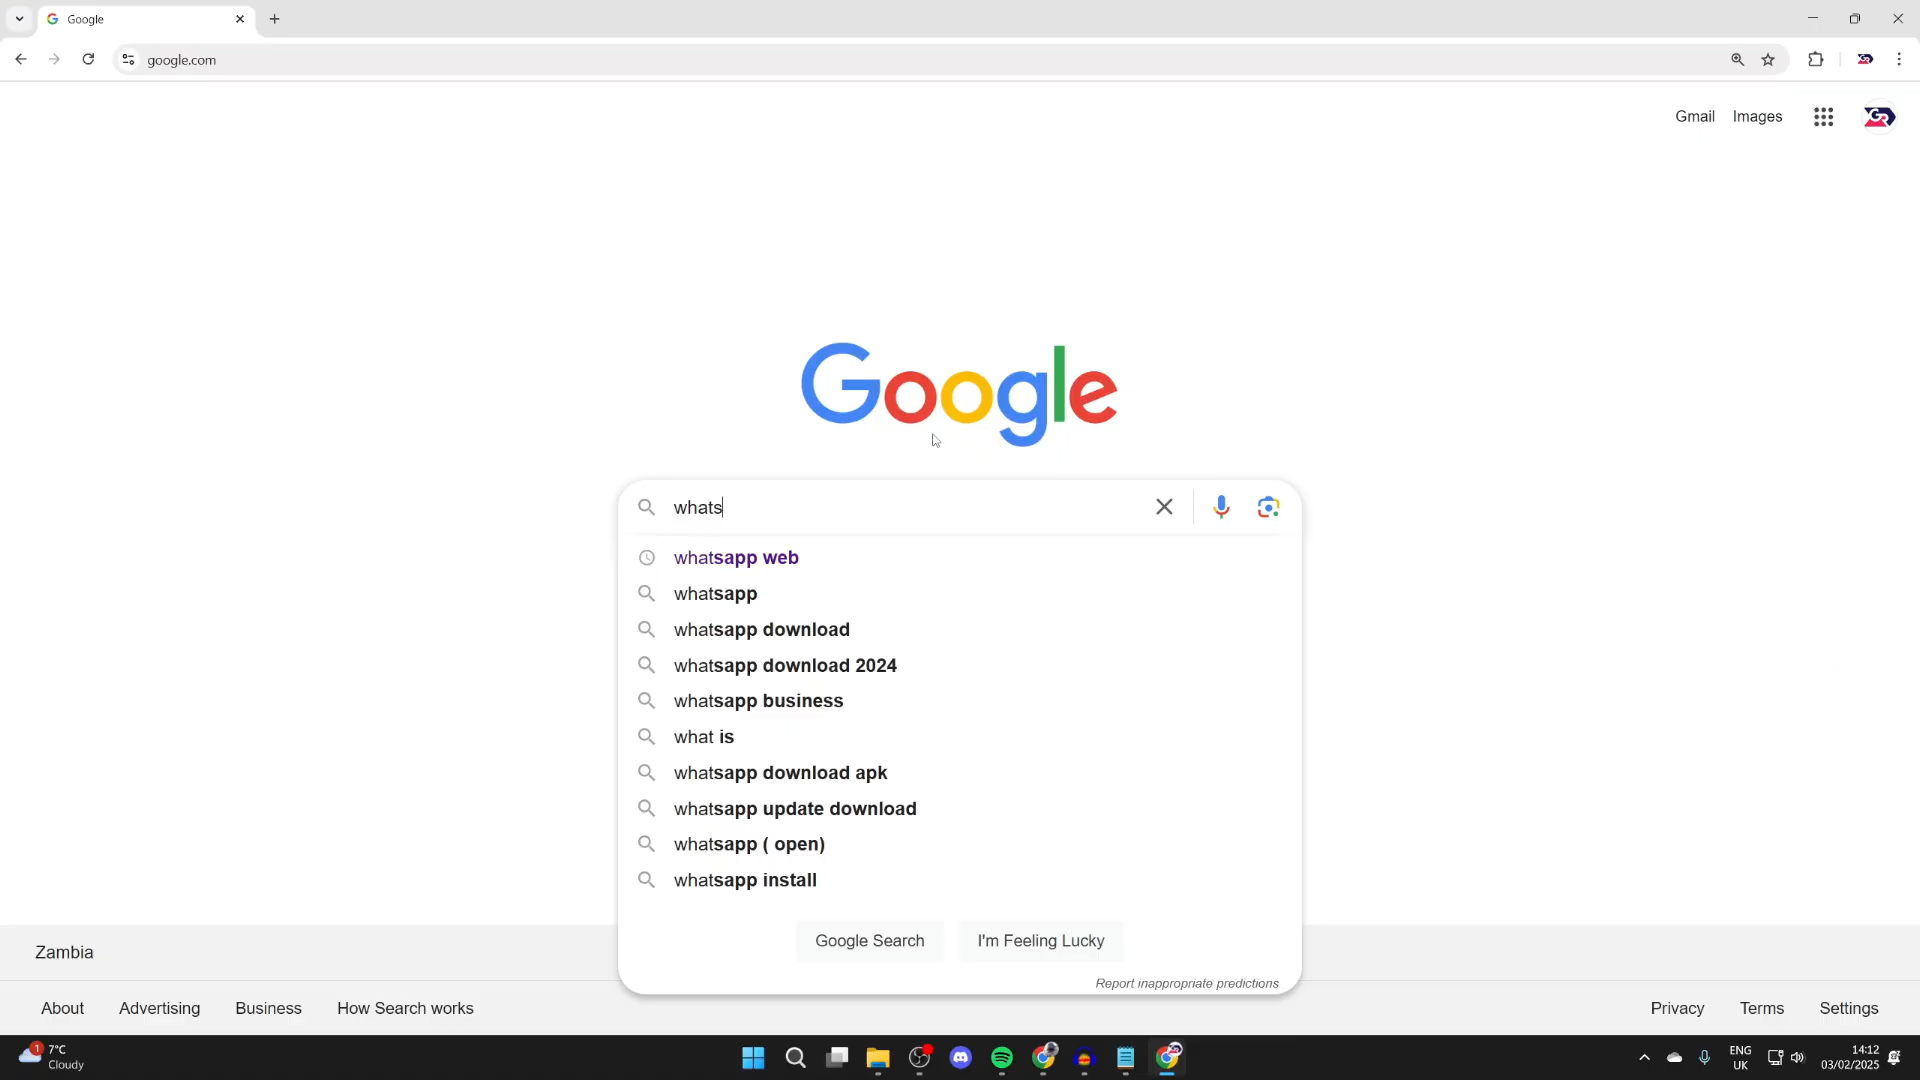 Google
google.com
Gmail
Images
GR
Google
whats
whatsapp web
whatsapp
whatsapp download
whatsapp download 2024
whatsapp business
what is
whatsapp download apk
whatsapp update download
whatsapp ( open)
whatsapp install
Google Search
I'm Feeling Lucky
Report inappropriate predictions
Zambia
About
Advertising
Business
How Search works
Privacy
Terms
Settings
1
7°C
Cloudy
ENG
UK
14:12
03/02/2025